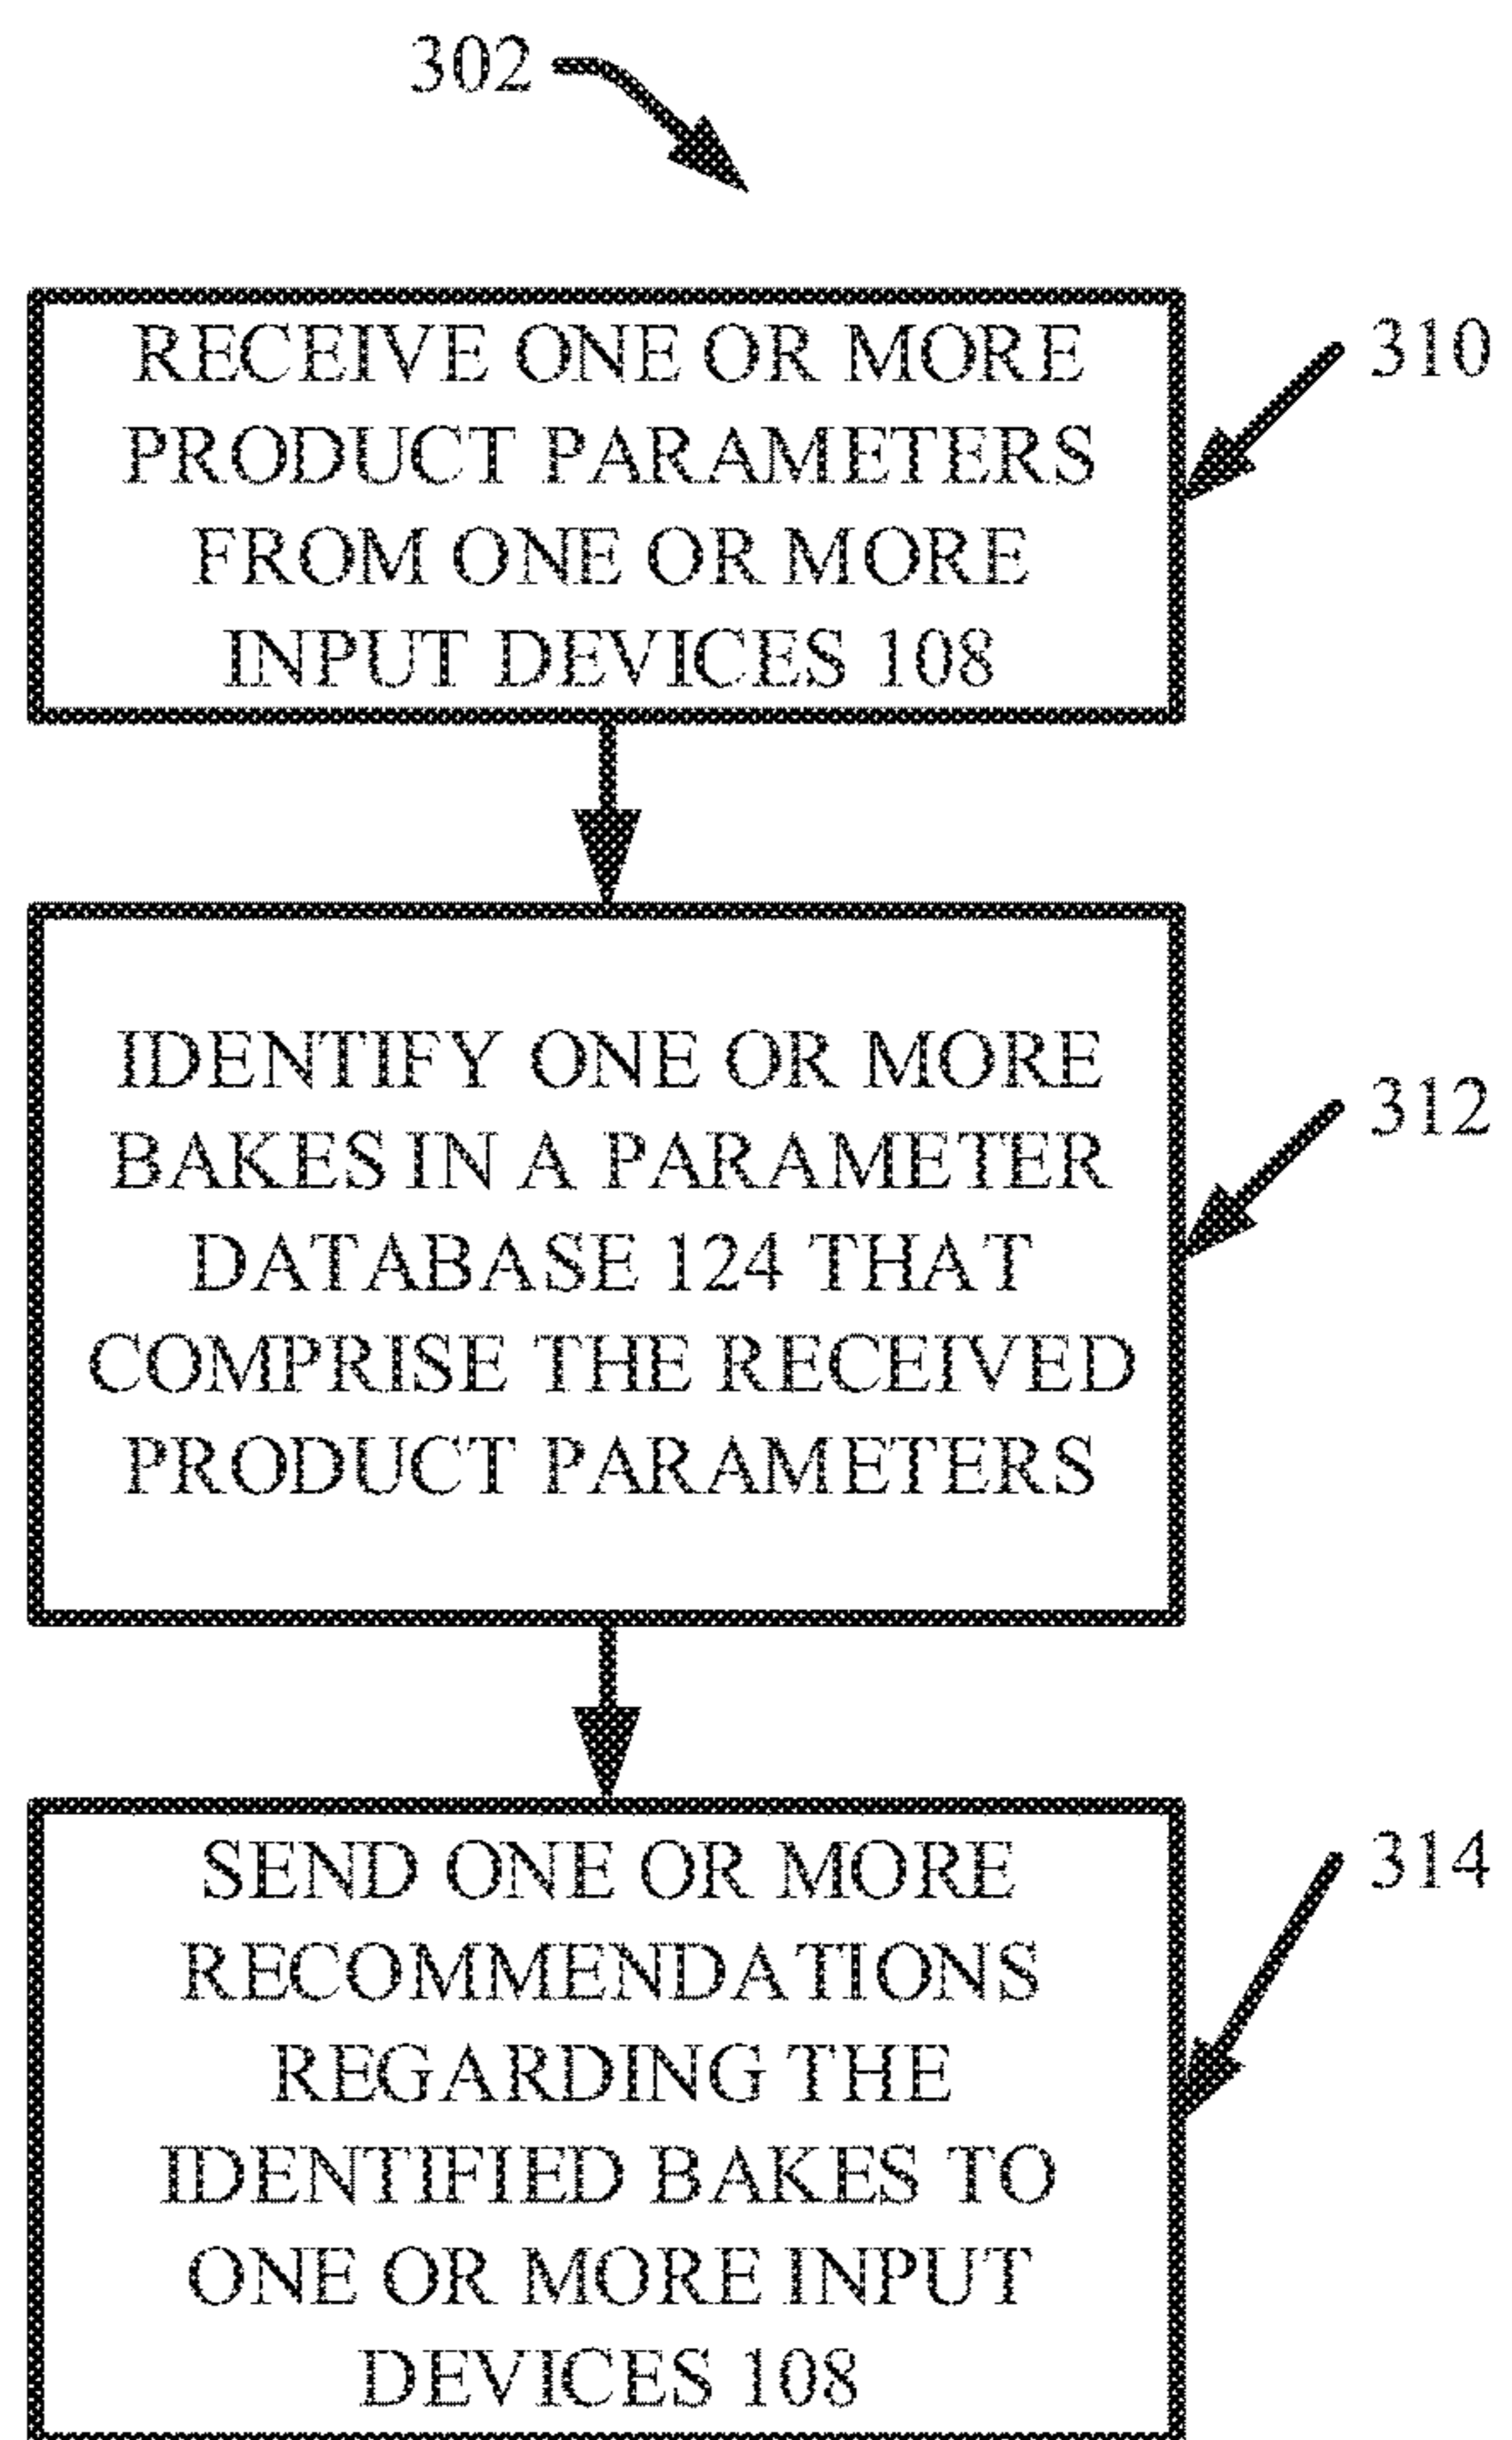 302
RECEIVE ONE OR MORE
PRODUCT PARAMETERS
FROM ONE OR MORE
INPUT DEVICES 108
310
IDENTIFY ONE OR MORE
BAKES IN A PARAMETER
DATABASE 124 THAT
COMPRISE THE RECEIVED
PRODUCT PARAMETERS
312
SEND ONE OR MORE
RECOMMENDATIONS
REGARDING THE
IDENTIFIED BAKES TO
ONE OR MORE INPUT
DEVICES 108
314